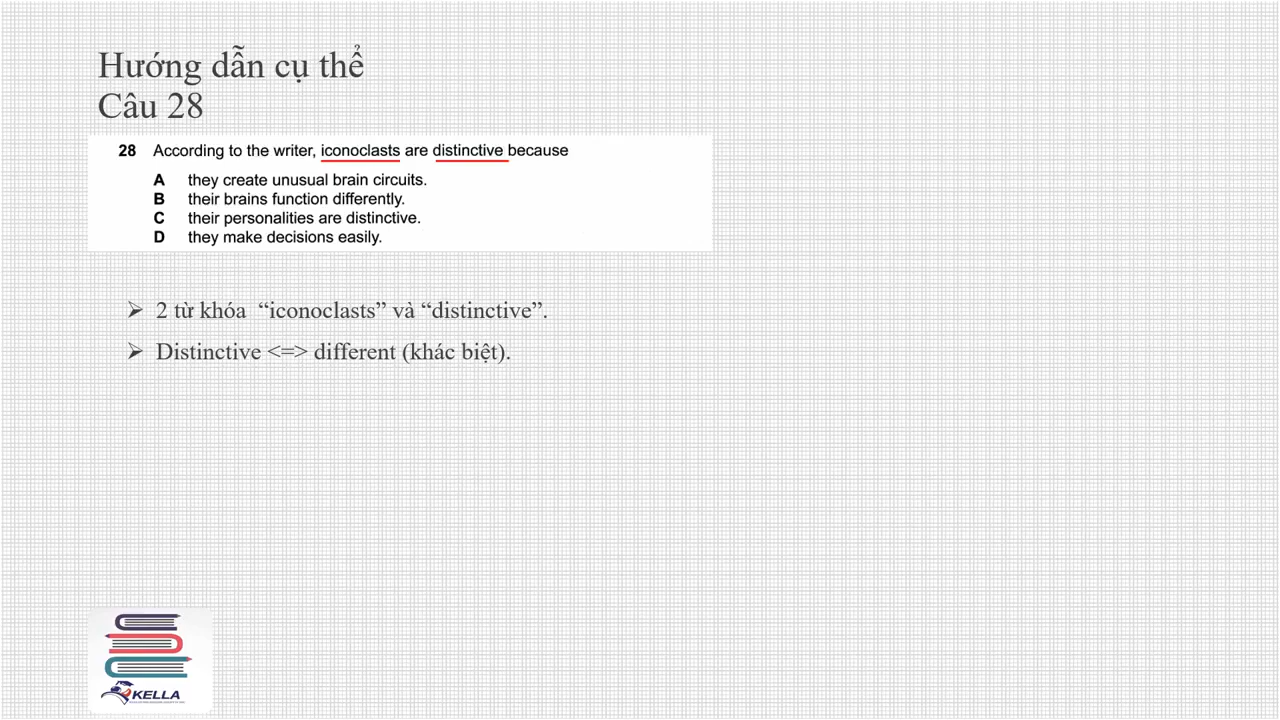 Hướng dẫn cụ thể
Câu 28
28 According to the writer, iconoclasts are distinctive because
A they create unusual brain circuits.
B their brains function differently.
C their personalities are distinctive.
D they make decisions easily.
➢ 2 từ khóa “iconoclasts” và “distinctive”.
➢ Distinctive <=> different (khác biệt).
KELLA